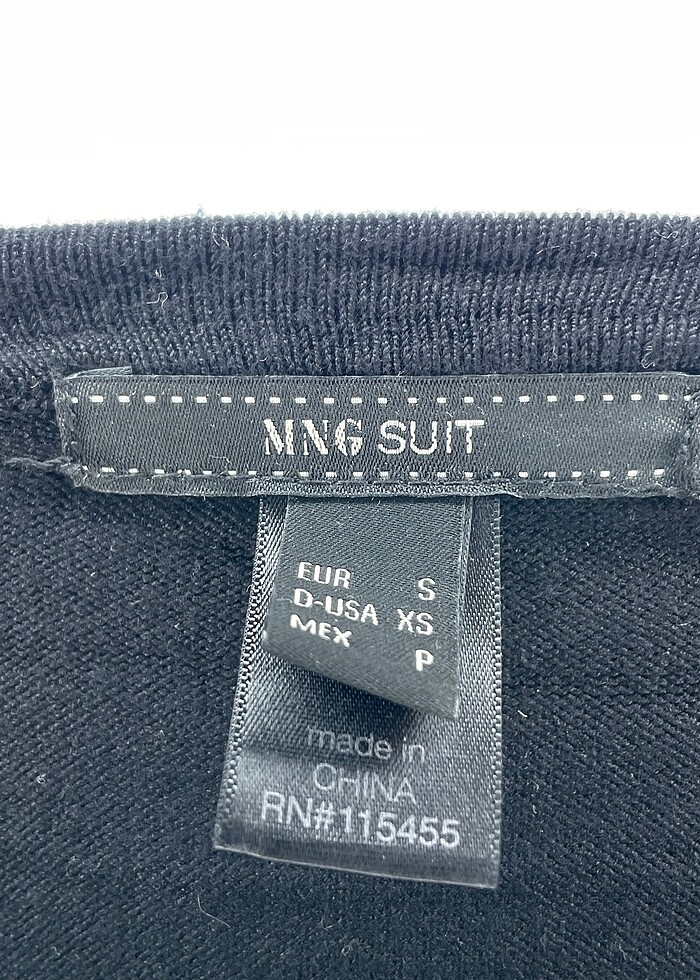 MNG SUIT
EUR S
D-USA XS
MEX P
made in
CHINA
RN#115455